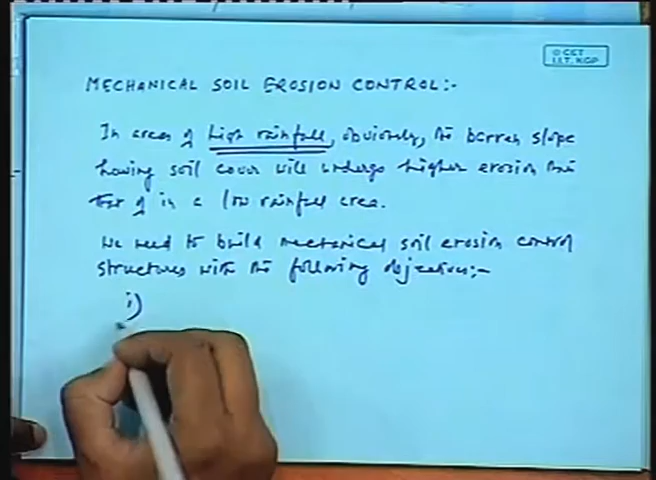 © CET
I.I.T. KGP
MECHANICAL SOIL EROSION CONTROL:-
In areas of high rainfall, obviously, the barren slope
having soil cover will undergo higher erosion than
that of in a low rainfall area.
We need to build mechanical soil erosion control
structures with the following objectives:-
i)